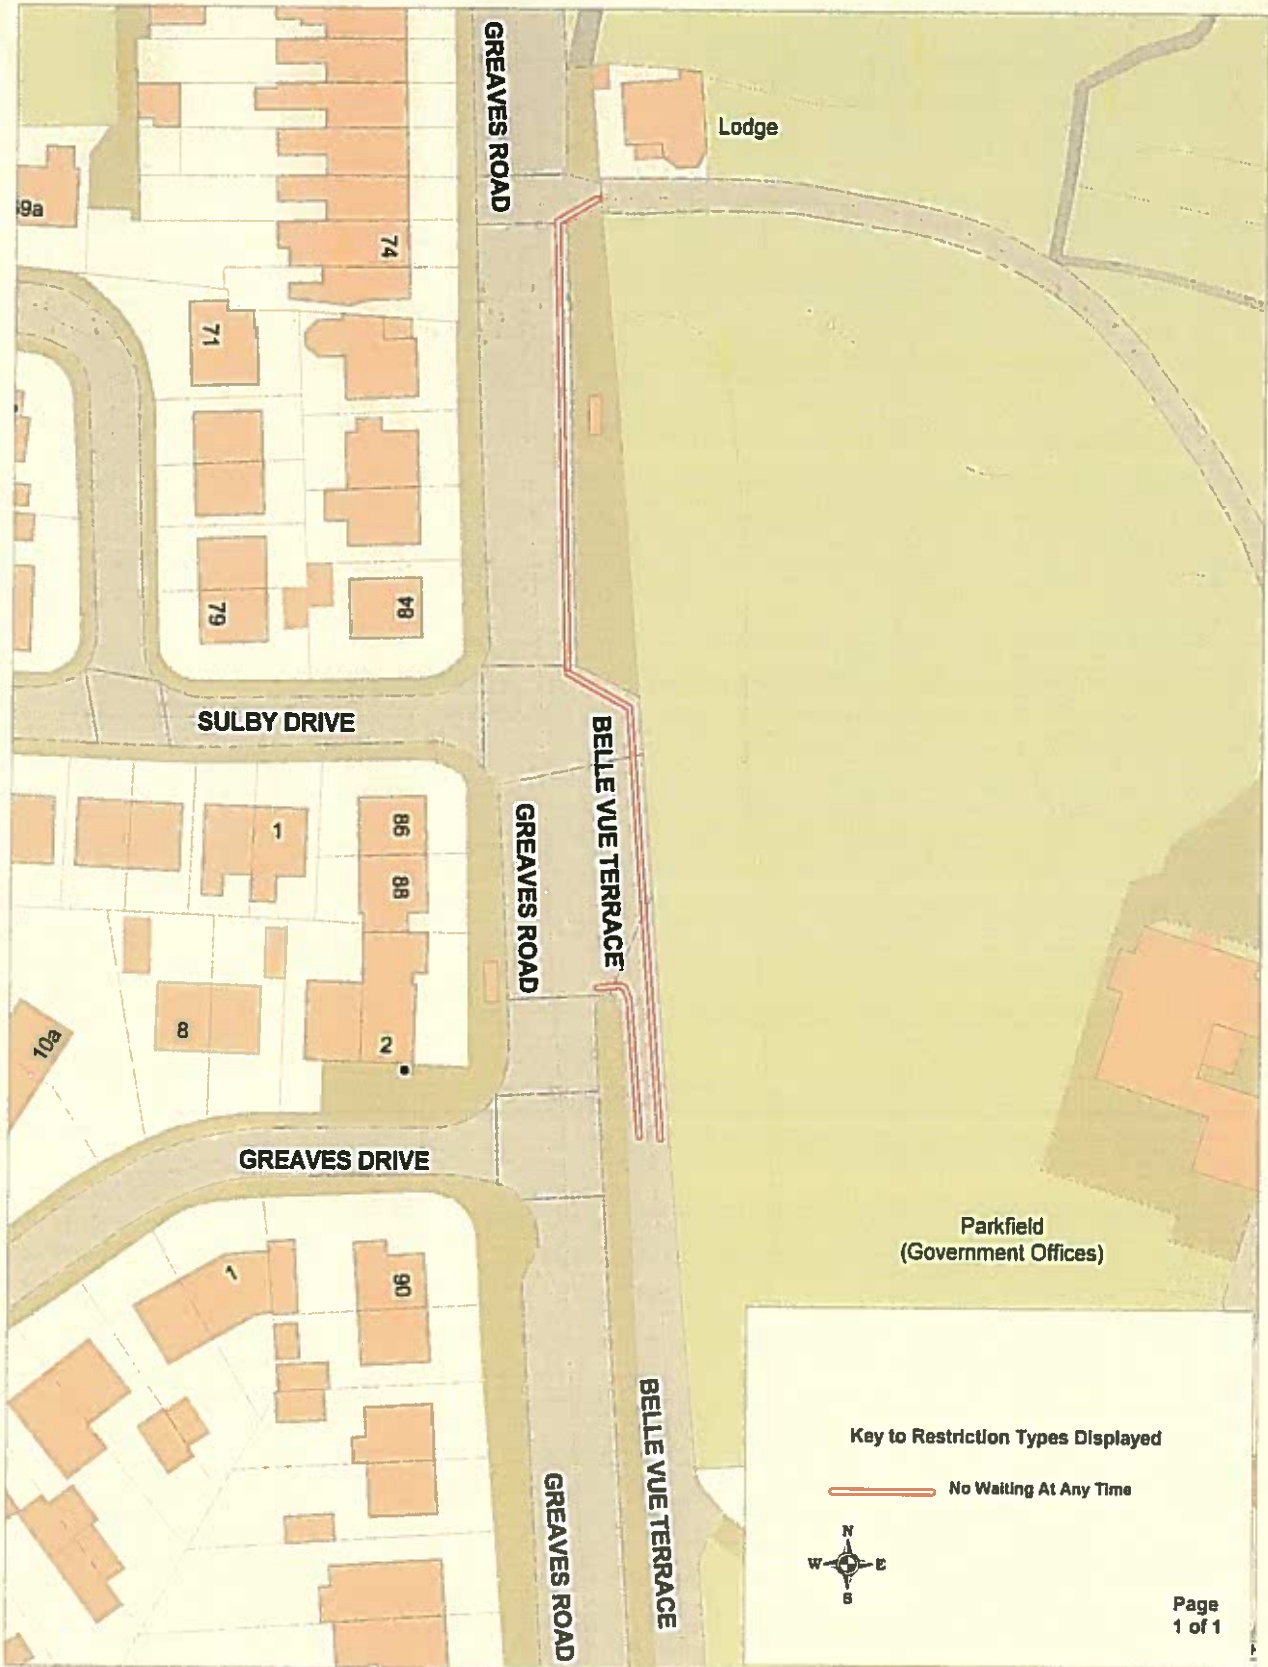 GREAVES ROAD
Lodge
59a
74
71
79
84
SULBY DRIVE
BELLE VUE TERRACE
GREAVES ROAD
1
86
88
8
2
10a
GREAVES DRIVE
1
90
Parkfield
(Government Offices)
BELLE VUE TERRACE
GREAVES ROAD
Key to Restriction Types Displayed
No Waiting At Any Time
N
W
E
S
Page
1 of 1